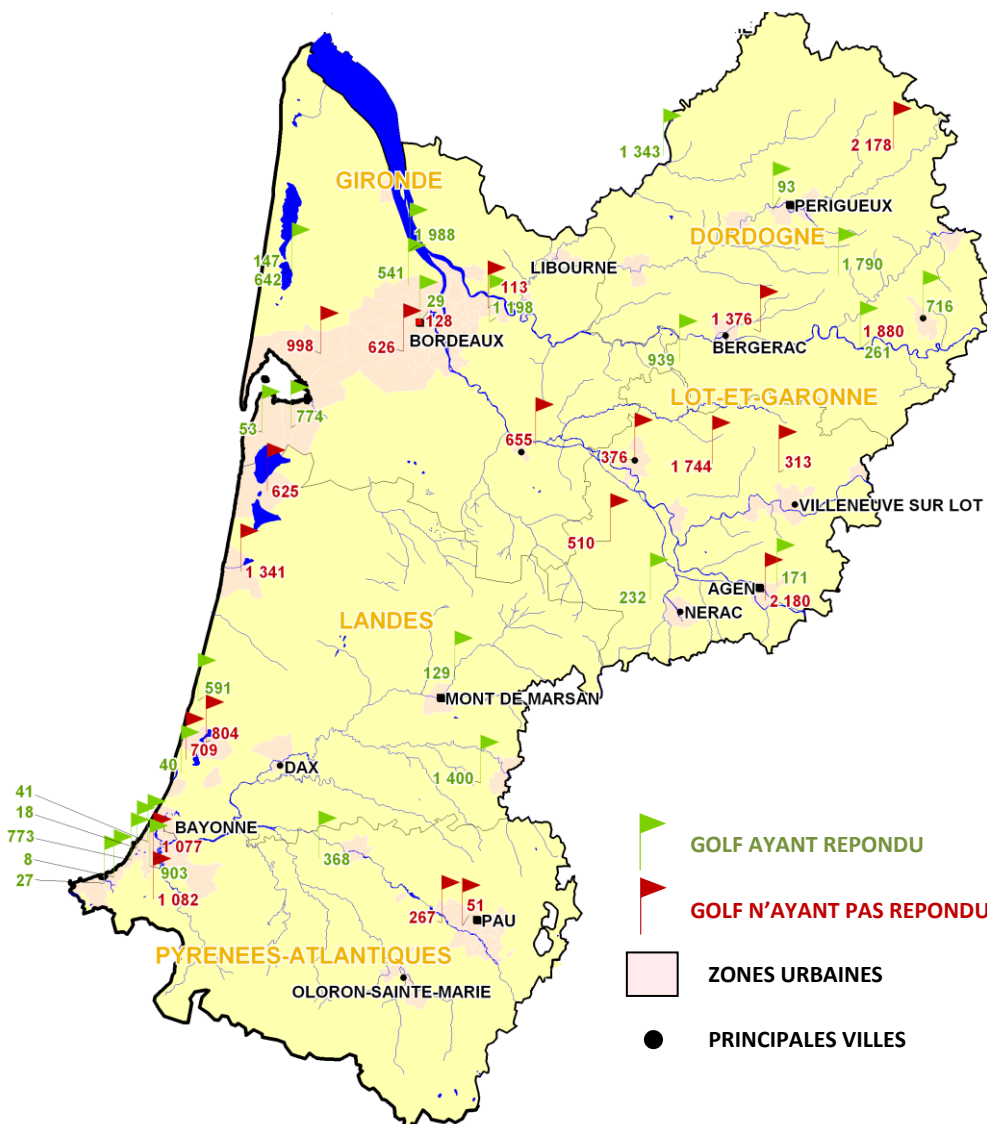 2 178
1 343
GIRONDE
93
PERIGUEUX
DORDOGNE
1 988
147
642
541
LIBOURNE
1 790
113
29
1 198
716
128
BORDEAUX
998
626
1 376
1 880
BERGERAC
939
261
LOT-ET-GARONNE
774
53
655
376
1 744
313
625
VILLENEUVE SUR LOT
510
1 341
171
AGEN
232
2 180
NERAC
LANDES
129
591
MONT DE MARSAN
804
709
40
DAX
1 400
41
18
BAYONNE
773
1 077
8
903
368
27
1 082
267
51
PAU
PYRENEES-ATLANTIQUES
OLORON-SAINTE-MARIE
GOLF AYANT REPONDU
GOLF N'AYANT PAS REPONDU
ZONES URBAINES
PRINCIPALES VILLES